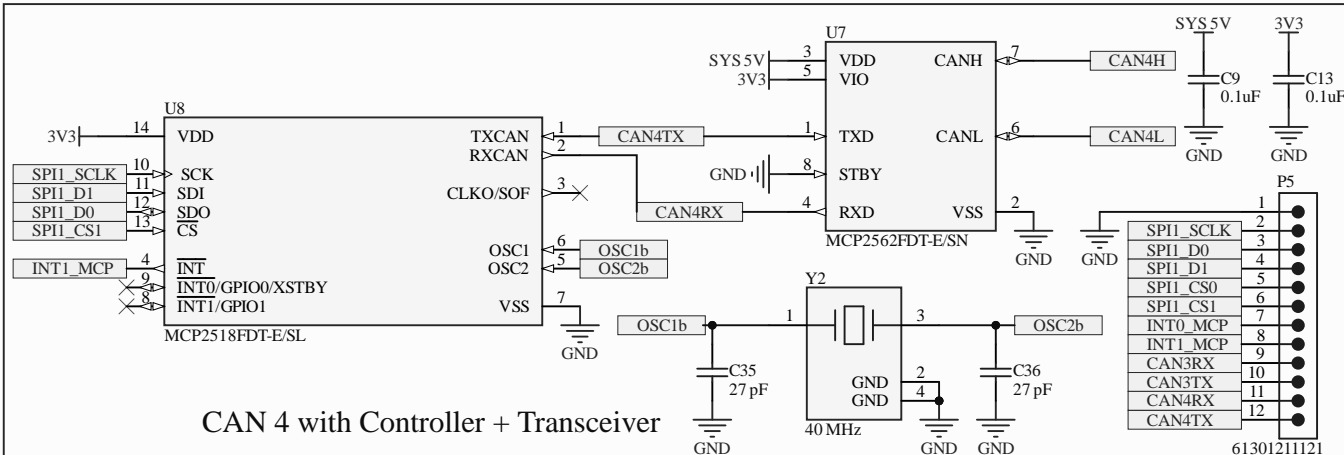 U7
SYS 5V 3 VDD CANH 7 CAN4H
3V3 5 VIO
TXD 1
CANL 6 CAN4L
GND 8 STBY
RXD 4
VSS 2
GND
MCP2562FDT-E/SN
SYS 5V
C9
0.1uF
GND
3V3
C13
0.1uF
GND
U8
3V3 14 VDD
TXCAN 1 CAN4TX
RXCAN 2 CAN4RX
SPI1_SCLK 10 SCK
SPI1_D1 11 SDI
CLKO/SOF 3
SPI1_D0 12 SDO
SPI1_CS1 13 CS
OSC1 6 OSC1b
INT1_MCP 4 INT
OSC2 5 OSC2b
9 INT0/GPIO0/XSTBY
8 INT1/GPIO1
VSS 7
GND
MCP2518FDT-E/SL
Y2
OSC1b 1 3 OSC2b
C35
27 pF
GND
GND 2
GND 4
GND
40 MHz
C36
27 pF
GND
P5
1
GND
SPI1_SCLK 2
SPI1_D0 3
SPI1_D1 4
SPI1_CS0 5
SPI1_CS1 6
INT0_MCP 7
INT1_MCP 8
CAN3RX 9
CAN3TX 10
CAN4RX 11
CAN4TX 12
61301211121
CAN 4 with Controller + Transceiver